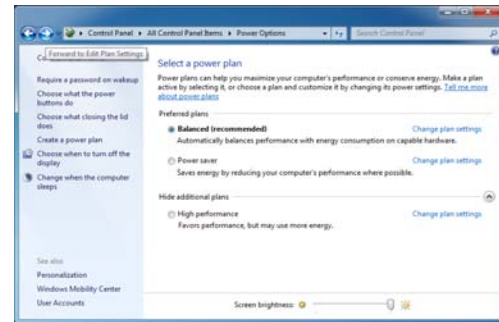 Control Panel ▸ All Control Panel Items ▸ Power Options
Search Control Panel
Forward to Edit Plan Settings
Require a password on wakeup
Choose what the power
buttons do
Choose what closing the lid
does
Create a power plan
Choose when to turn off the
display
Change when the computer
sleeps
See also
Personalization
Windows Mobility Center
User Accounts
Select a power plan
Power plans can help you maximize your computer's performance or conserve energy. Make a plan
active by selecting it, or choose a plan and customize it by changing its power settings. Tell me more
about power plans
Preferred plans
Balanced (recommended) Change plan settings
Automatically balances performance with energy consumption on capable hardware.
Power saver Change plan settings
Saves energy by reducing your computer's performance where possible.
Hide additional plans
High performance Change plan settings
Favors performance, but may use more energy.
Screen brightness: